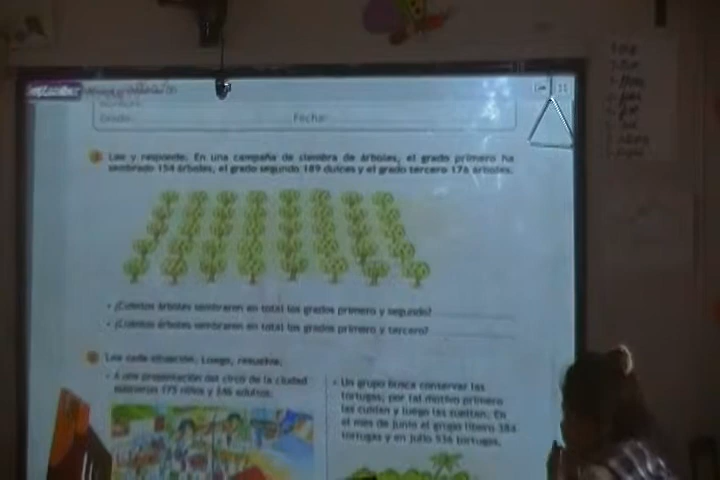 Grado: Fecha:
Lee y responde. En una campaña de siembra de árboles, el grado primero ha
sembrado 154 árboles, el grado segundo 189 dulces y el grado tercero 176 árboles.
• ¿Cuántos árboles sembraron en total los grados primero y segundo?
• ¿Cuántos árboles sembraron en total los grados primero y tercero?
Lee cada situación. Luego, resuelve.
• A una presentación del circo de la ciudad
asistieron 175 niños y 246 adultos.
• Un grupo busca conservar las
tortugas; por tal motivo primero
las cuidan y luego las sueltan. En
el mes de junio el grupo liberó 384
tortugas y en julio 536 tortugas.